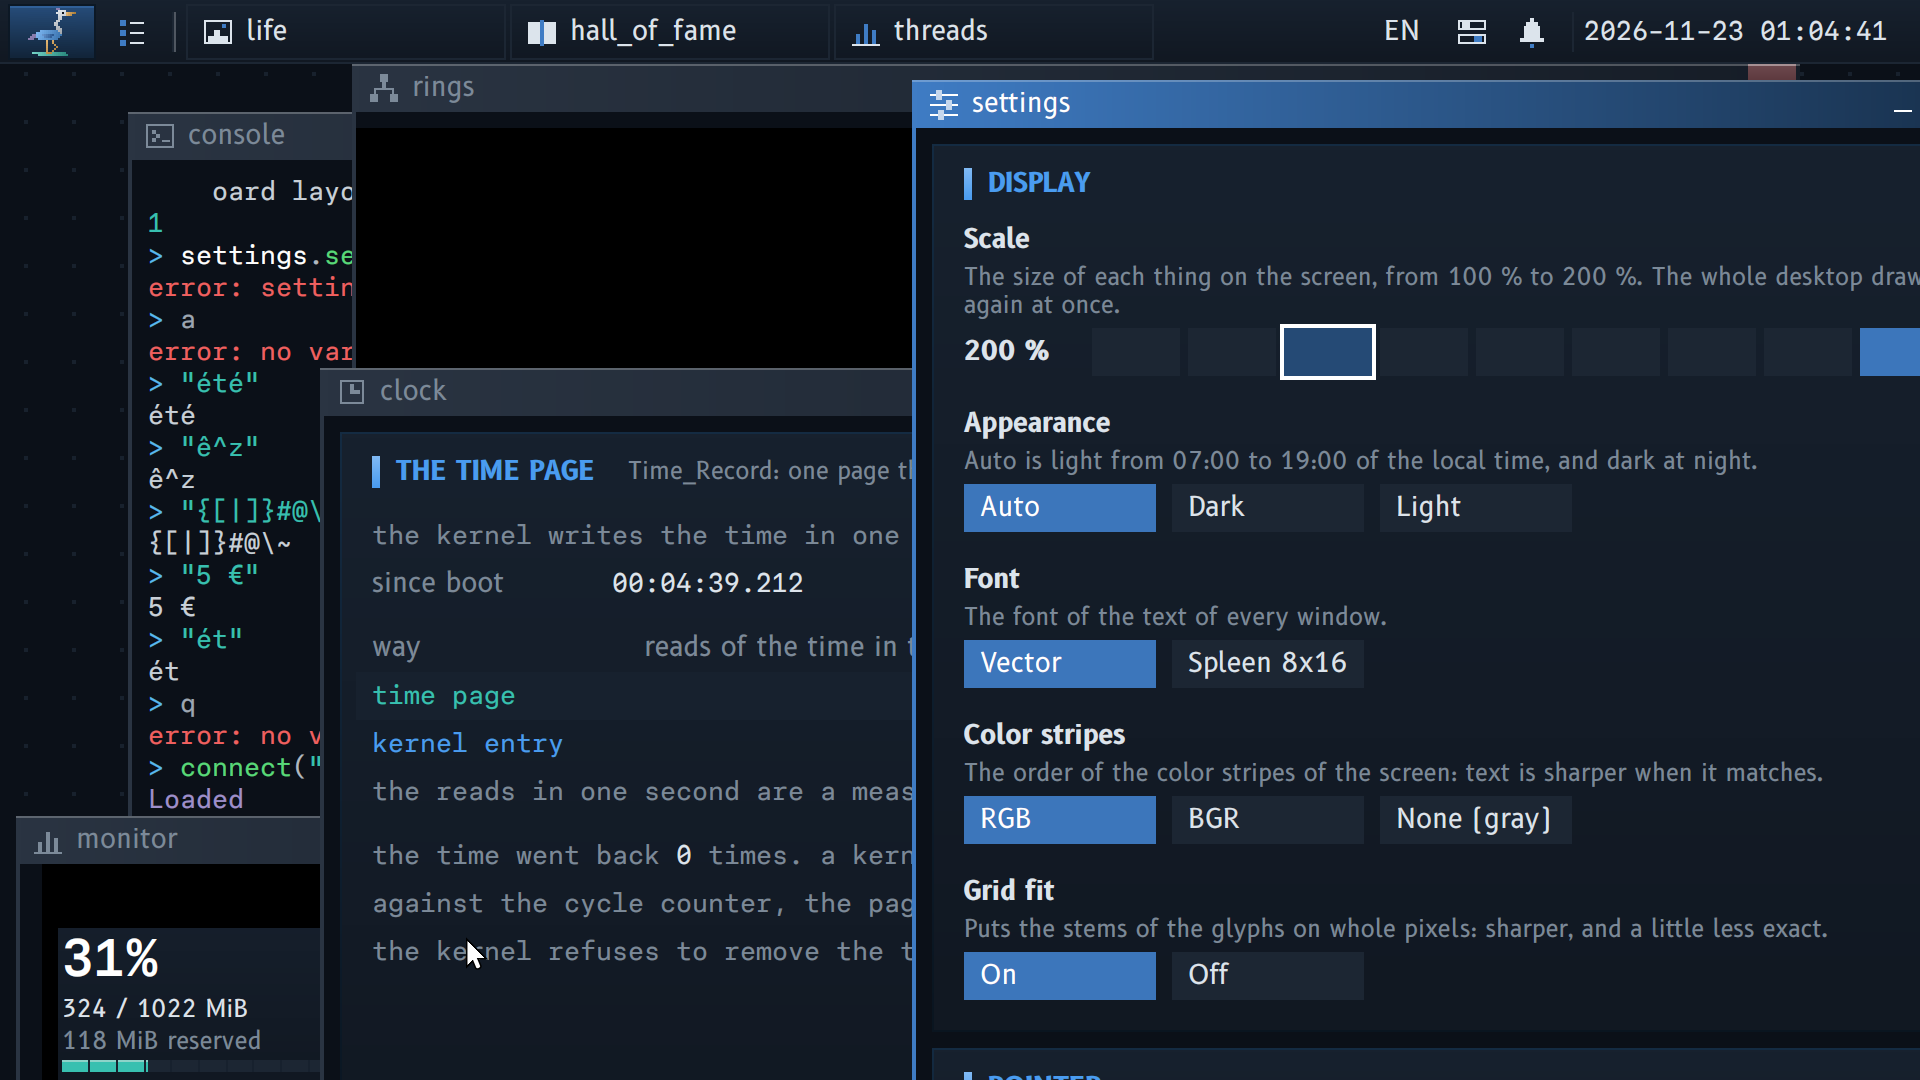 life
hall_of_fame
threads
EN
2026-11-23 01:04:41
rings
settings
console
oard layo
1
> settings.se
error: settin
> a
error: no var
> "été"
été
> "ê^z"
ê^z
> "{[|]}#@\
{[|]}#@\~
> "5 €"
5 €
> "ét"
ét
> q
error: no v
> connect("
Loaded
clock
THE TIME PAGE
Time_Record: one page th
the kernel writes the time in one
since boot 00:04:39.212
way reads of the time in t
time page
kernel entry
the reads in one second are a meas
the time went back 0 times. a kern
against the cycle counter, the pag
the kernel refuses to remove the t
monitor
31%
324 / 1022 MiB
118 MiB reserved
DISPLAY
Scale
The size of each thing on the screen, from 100 % to 200 %. The whole desktop draw
again at once.
200 %
Appearance
Auto is light from 07:00 to 19:00 of the local time, and dark at night.
Auto Dark Light
Font
The font of the text of every window.
Vector Spleen 8x16
Color stripes
The order of the color stripes of the screen: text is sharper when it matches.
RGB BGR None (gray)
Grid fit
Puts the stems of the glyphs on whole pixels: sharper, and a little less exact.
On Off
POINTER